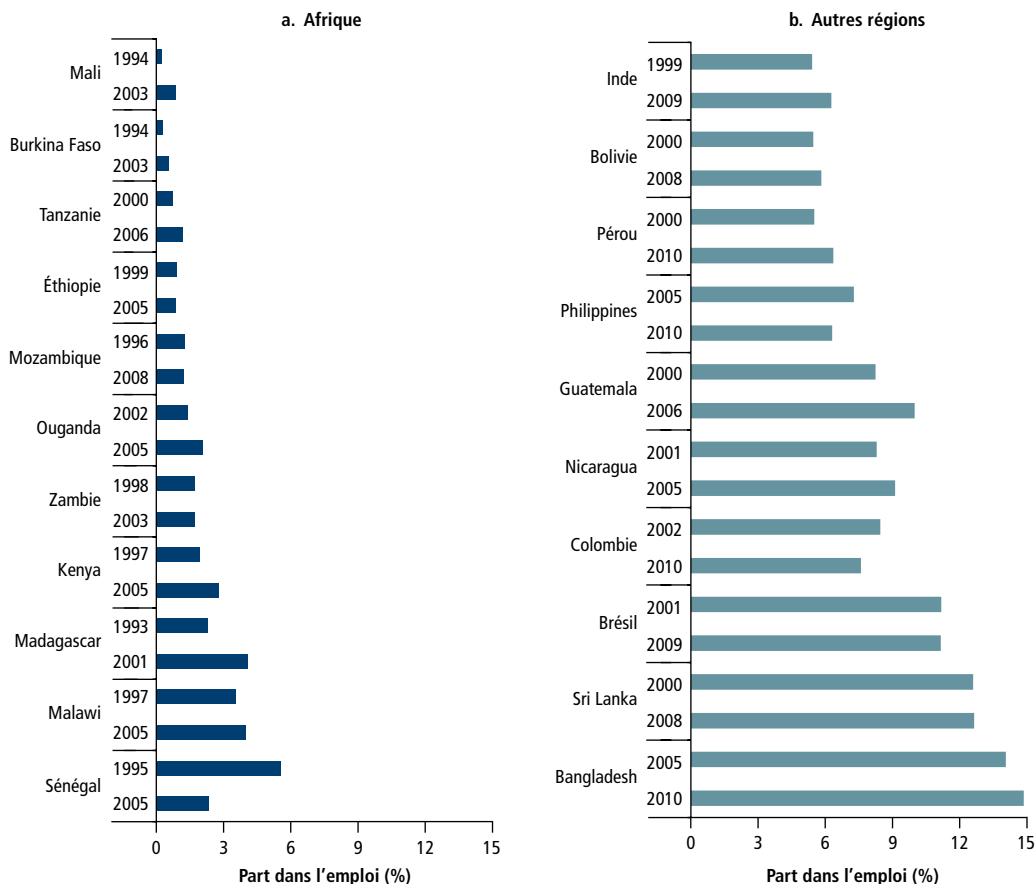 a. Afrique
Mali
1994
2003
Burkina Faso
1994
2003
Tanzanie
2000
2006
Éthiopie
1999
2005
Mozambique
1996
2008
Ouganda
2002
2005
Zambie
1998
2003
Kenya
1997
2005
Madagascar
1993
2001
Malawi
1997
2005
Sénégal
1995
2005
0 3 6 9 12 15
Part dans l’emploi (%)
b. Autres régions
Inde
1999
2009
Bolivie
2000
2008
Pérou
2000
2010
Philippines
2005
2010
Guatemala
2000
2006
Nicaragua
2001
2005
Colombie
2002
2010
Brésil
2001
2009
Sri Lanka
2000
2008
Bangladesh
2005
2010
0 3 6 9 12 15
Part dans l’emploi (%)